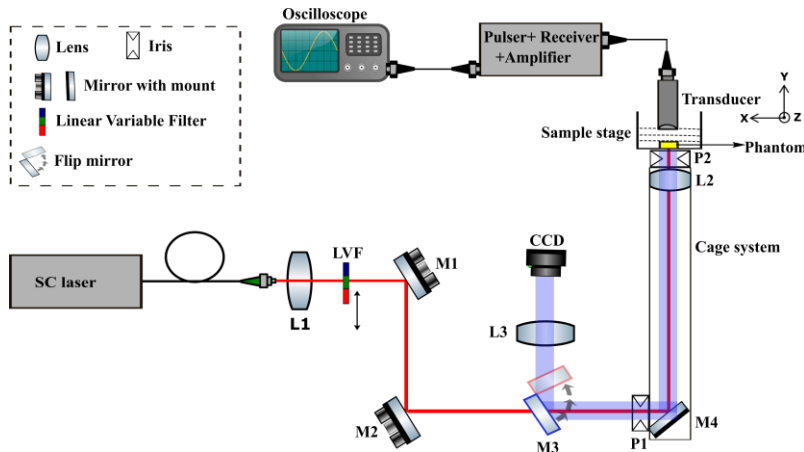 Oscilloscope
Pulser+ Receiver
+Amplifier
Lens
Iris
Mirror with mount
Linear Variable Filter
Flip mirror
Transducer
Y
X
Z
Sample stage
Phantom
P2
L2
Cage system
CCD
LVF
M1
SC laser
L1
L3
M2
M3
P1
M4